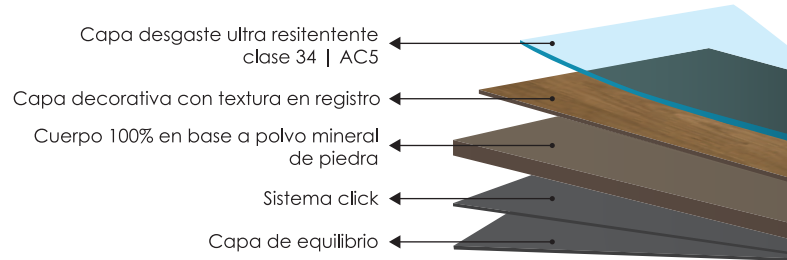 Capa desgaste ultra resitentente
clase 34 | AC5
Capa decorativa con textura en registro
Cuerpo 100% en base a polvo mineral
de piedra
Sistema click
Capa de equilibrio